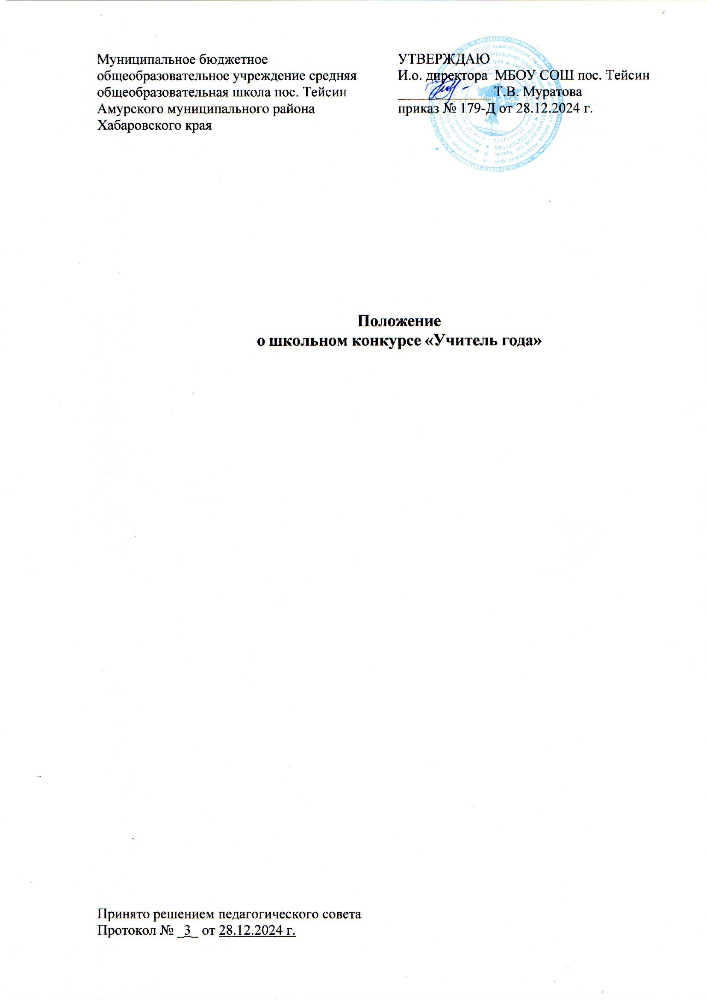 Муниципальное бюджетное
общеобразовательное учреждение средняя
общеобразовательная школа пос. Тейсин
Амурского муниципального района
Хабаровского края
УТВЕРЖДАЮ
И.о. директора МБОУ СОШ пос. Тейсин
_____________ Т.В. Муратова
приказ № 179-Д от 28.12.2024 г.
Положение
о школьном конкурсе «Учитель года»
Принято решением педагогического совета
Протокол № _3_ от 28.12.2024 г.